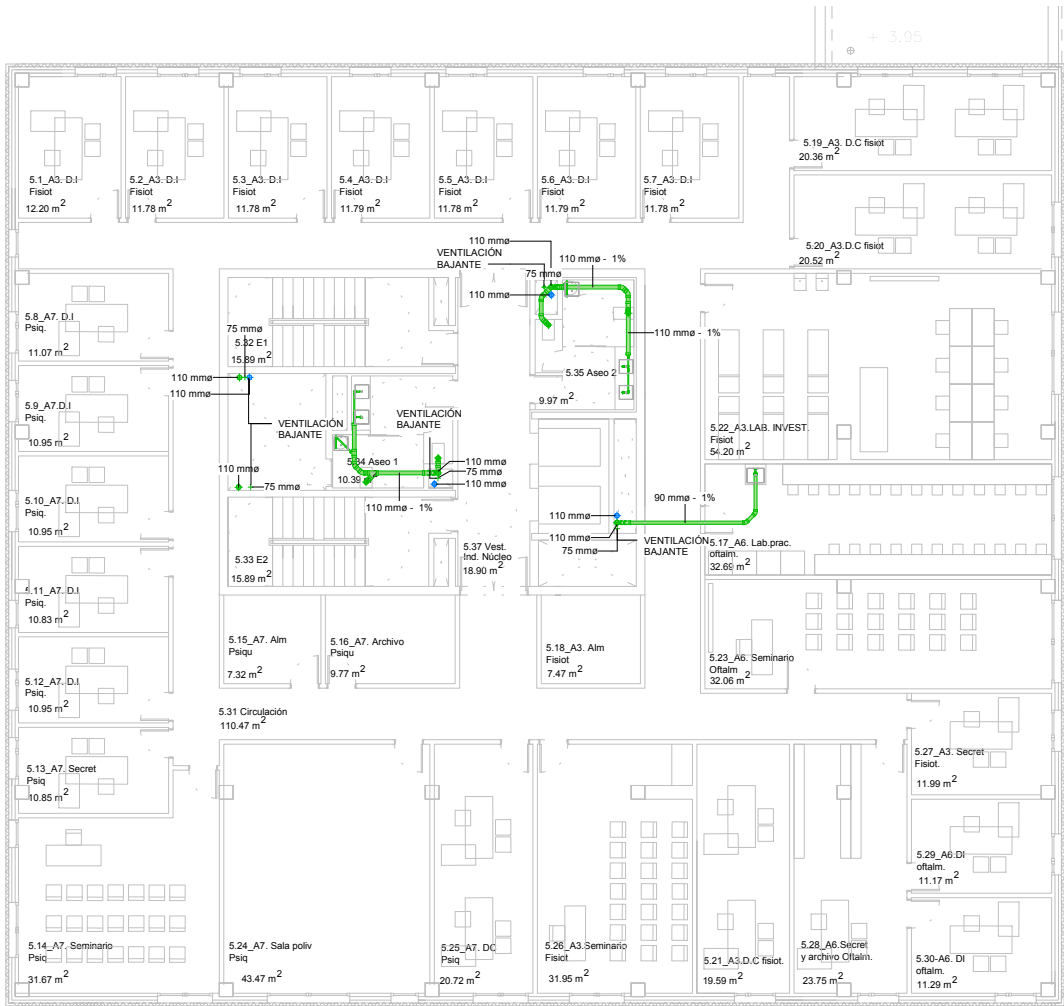 + 3.95
5.1_A3. D.I
Fisiot
12.20 m2
5.2_A3. D.I
Fisiot
11.78 m2
5.3_A3. D.I
Fisiot
11.78 m2
5.4_A3. D.I
Fisiot
11.79 m2
5.5_A3. D.I
Fisiot
11.78 m2
5.6_A3. D.I
Fisiot
11.79 m2
5.7_A3. D.I
Fisiot
11.78 m2
5.19_A3. D.C fisiot
20.36 m2
5.20_A3.D.C fisiot
20.52 m2
110 mmø
VENTILACIÓN
BAJANTE
75 mmø
110 mmø
110 mmø - 1%
110 mmø - 1%
5.35 Aseo 2
9.97 m2
5.8_A7. D.I
Psiq.
11.07 m2
75 mmø
5.32 E1
15.89 m2
110 mmø
110 mmø
VENTILACIÓN
BAJANTE
VENTILACIÓN
BAJANTE
5.9_A7.D.I
Psiq.
10.95 m2
5.34 Aseo 1
10.39
110 mmø
75 mmø
110 mmø
110 mmø - 1%
110 mmø
75 mmø
5.22_A3.LAB. INVEST.
Fisiot
54.20 m2
90 mmø - 1%
110 mmø
110 mmø
75 mmø
VENTILACIÓN
BAJANTE
5.10_A7. D.I
Psiq.
10.95 m2
5.33 E2
15.89 m2
5.37 Vest.
Ind. Núcleo
18.90 m2
5.17_A6. Lab.prac.
oftalm.
32.69 m2
5.11_A7. D.I
Psiq.
10.83 m2
5.12_A7. D.I
Psiq.
10.95 m2
5.15_A7. Alm
Psiqu
7.32 m2
5.16_A7. Archivo
Psiqu
9.77 m2
5.18_A3. Alm
Fisiot
7.47 m2
5.23_A6. Seminario
Oftalm
32.06 m2
5.31 Circulación
110.47 m2
5.13_A7. Secret
Psiq
10.85 m2
5.27_A3. Secret
Fisiot.
11.99 m2
5.29_A6.DI
oftalm.
11.17 m2
5.14_A7. Seminario
Psiq
31.67 m2
5.24_A7. Sala poliv
Psiq
43.47 m2
5.25_A7. DC
Psiq
20.72 m2
5.26_A3.Seminario
Fisiot
31.95 m2
5.21_A3.D.C fisiot.
19.59 m2
5.28_A6.Secret
y archivo Oftalm.
23.75 m2
5.30-A6. DI
oftalm.
11.29 m2